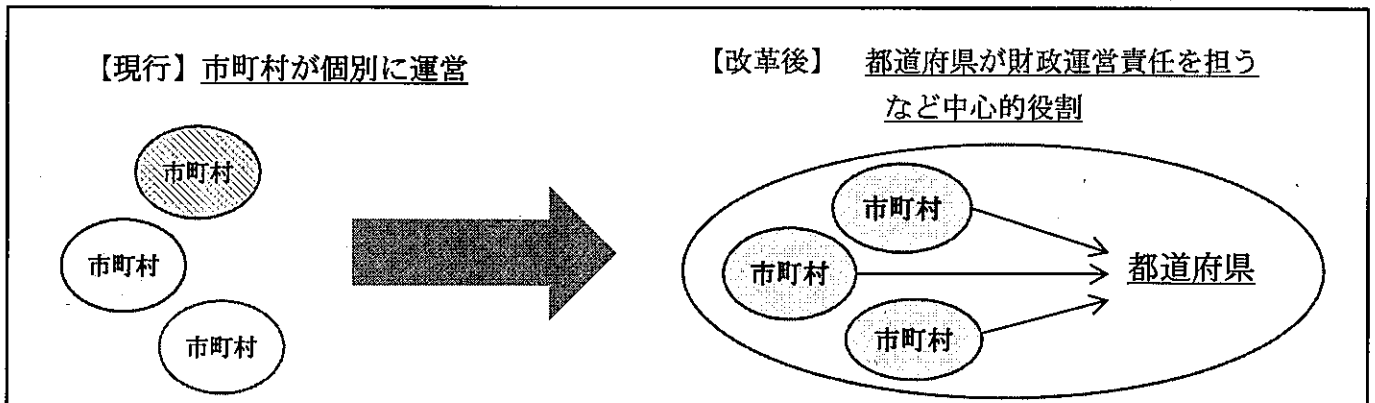 【現行】市町村が個別に運営
市町村
市町村
市町村
【改革後】 都道府県が財政運営責任を担う
など中心的役割
市町村
市町村
市町村
都道府県